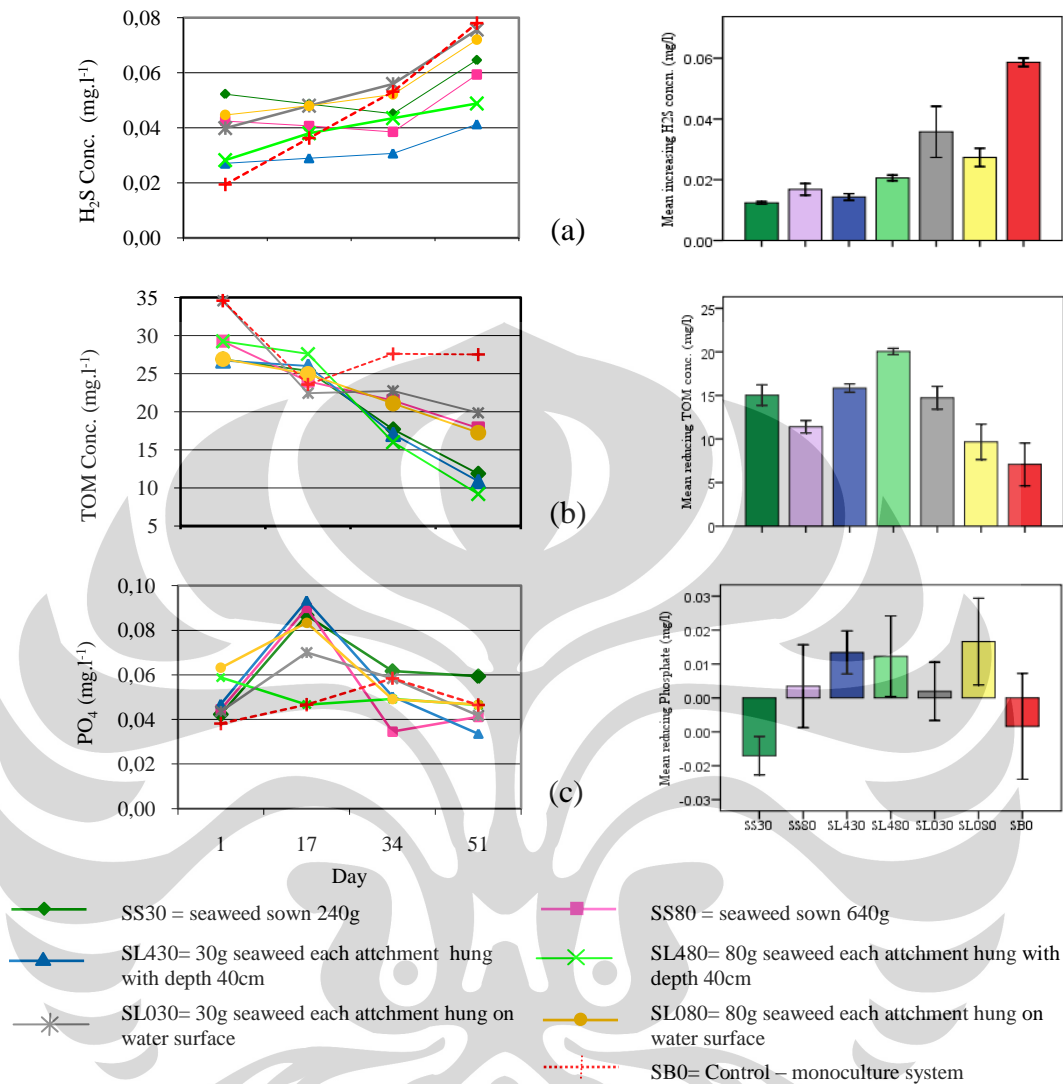 H2S Conc. (mg.l-1)
0,08
0,06
0,04
0,02
0,00
(a)
Mean increasing H2S concn. (mg/l)
0.06
0.04
0.02
0.00
TOM Conc. (mg.l-1)
35
30
25
20
15
10
5
(b)
Mean reducing TOM conc. (mg/l)
25
20
15
10
5
0
PO4 (mg.l-1)
0,10
0,08
0,06
0,04
0,02
0,00
1 17 34 51
Day
(c)
Mean reducing Phosphate (mg/l)
0.03
0.02
0.01
0.00
0.00
-0.02
-0.03
SS30 SS80 SL430 SL480 SL030 SL080 SB0
SS30 = seaweed sown 240g
SS80 = seaweed sown 640g
SL430= 30g seaweed each attchment hung
with depth 40cm
SL480= 80g seaweed each attchment hung with
depth 40cm
SL030= 30g seaweed each attchment hung on
water surface
SL080= 80g seaweed each attachment hung on
water surface
SB0= Control – monoculture system